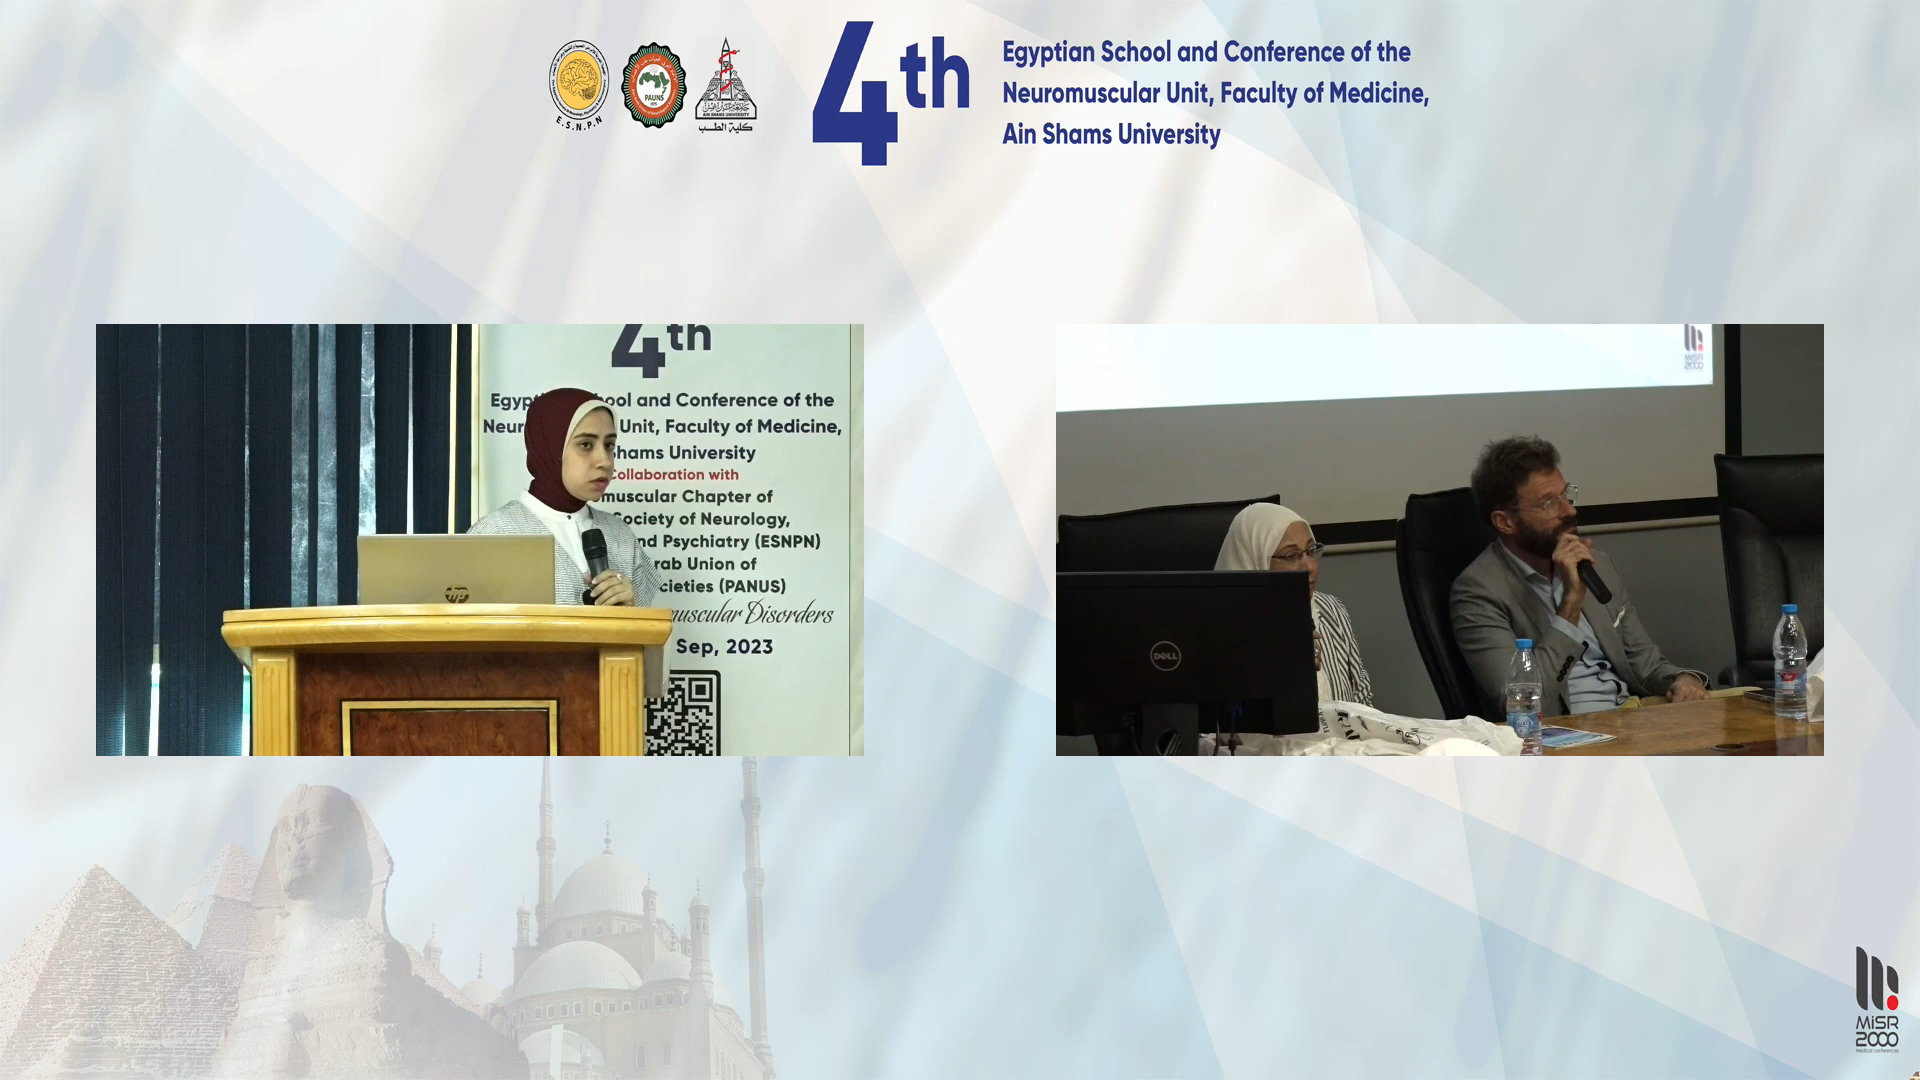 E.S.N.P.N
PAUNS
1975
AIN SHAMS UNIVERSITY
كلية الطب
4th
Egyptian School and Conference of the
Neuromuscular Unit, Faculty of Medicine,
Ain Shams University
4th
Egyp ool and Conference of the
Neur Unit, Faculty of Medicine,
hams University
Collaboration with
muscular Chapter of
Society of Neurology,
nd Psychiatry (ESNPN)
rab Union of
cieties (PANUS)
muscular Disorders
Sep, 2023
hp
MISR
2000
DELL
MiSR
2000
Medical conferences